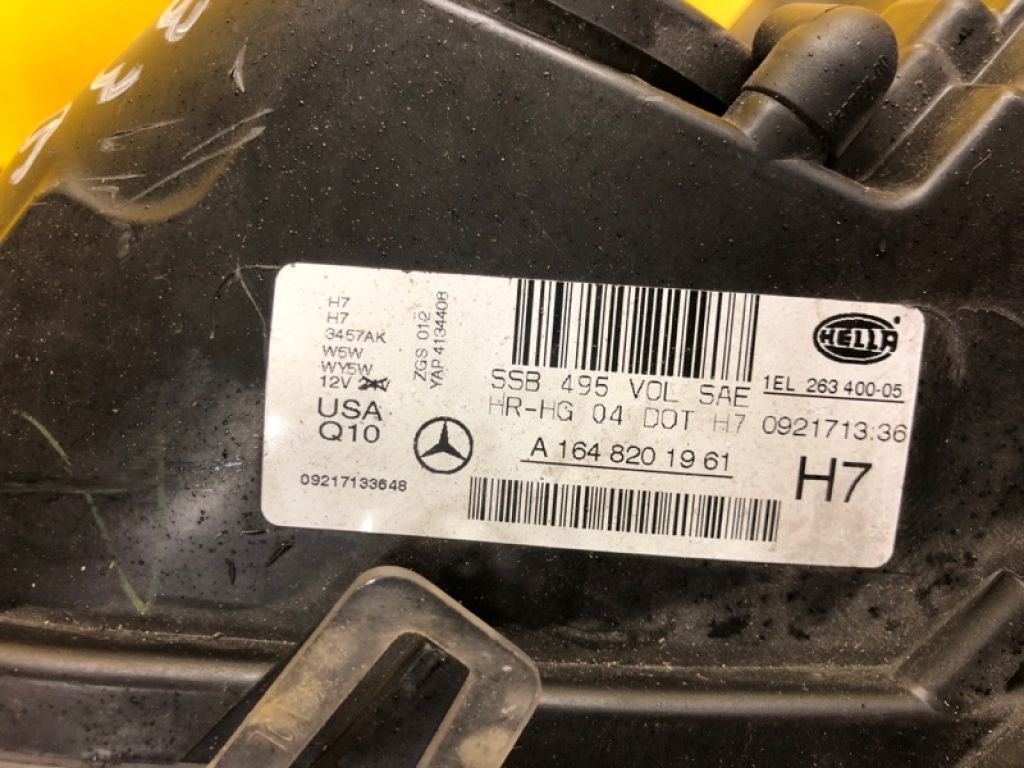 H7
H7
3457AK
W5W
WY5W
12V
USA
Q10
09217133648
ZGS 012
YAP 4134408
SSB 495 VOL SAE
HR-HG 04 DOT H7
A 164 820 19 61
HELLA
1EL 263 400-05
0921713:36
H7